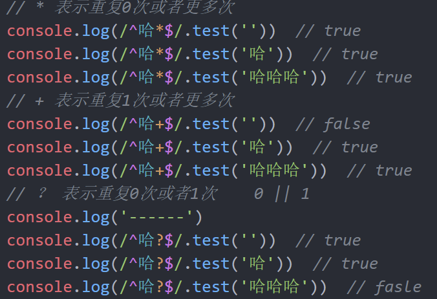 // * 表示重复0次或者更多次
console.log(/^哈*$/.test('')) // true
console.log(/^哈*$/.test('哈')) // true
console.log(/^哈*$/.test('哈哈哈')) // true
// + 表示重复1次或者更多次
console.log(/^哈+$/.test('')) // false
console.log(/^哈+$/.test('哈')) // true
console.log(/^哈+$/.test('哈哈哈')) // true
// ? 表示重复0次或者1次 0 || 1
console.log('------')
console.log(/^哈?$/.test('')) // true
console.log(/^哈?$/.test('哈')) // true
console.log(/^哈?$/.test('哈哈哈')) // fasle